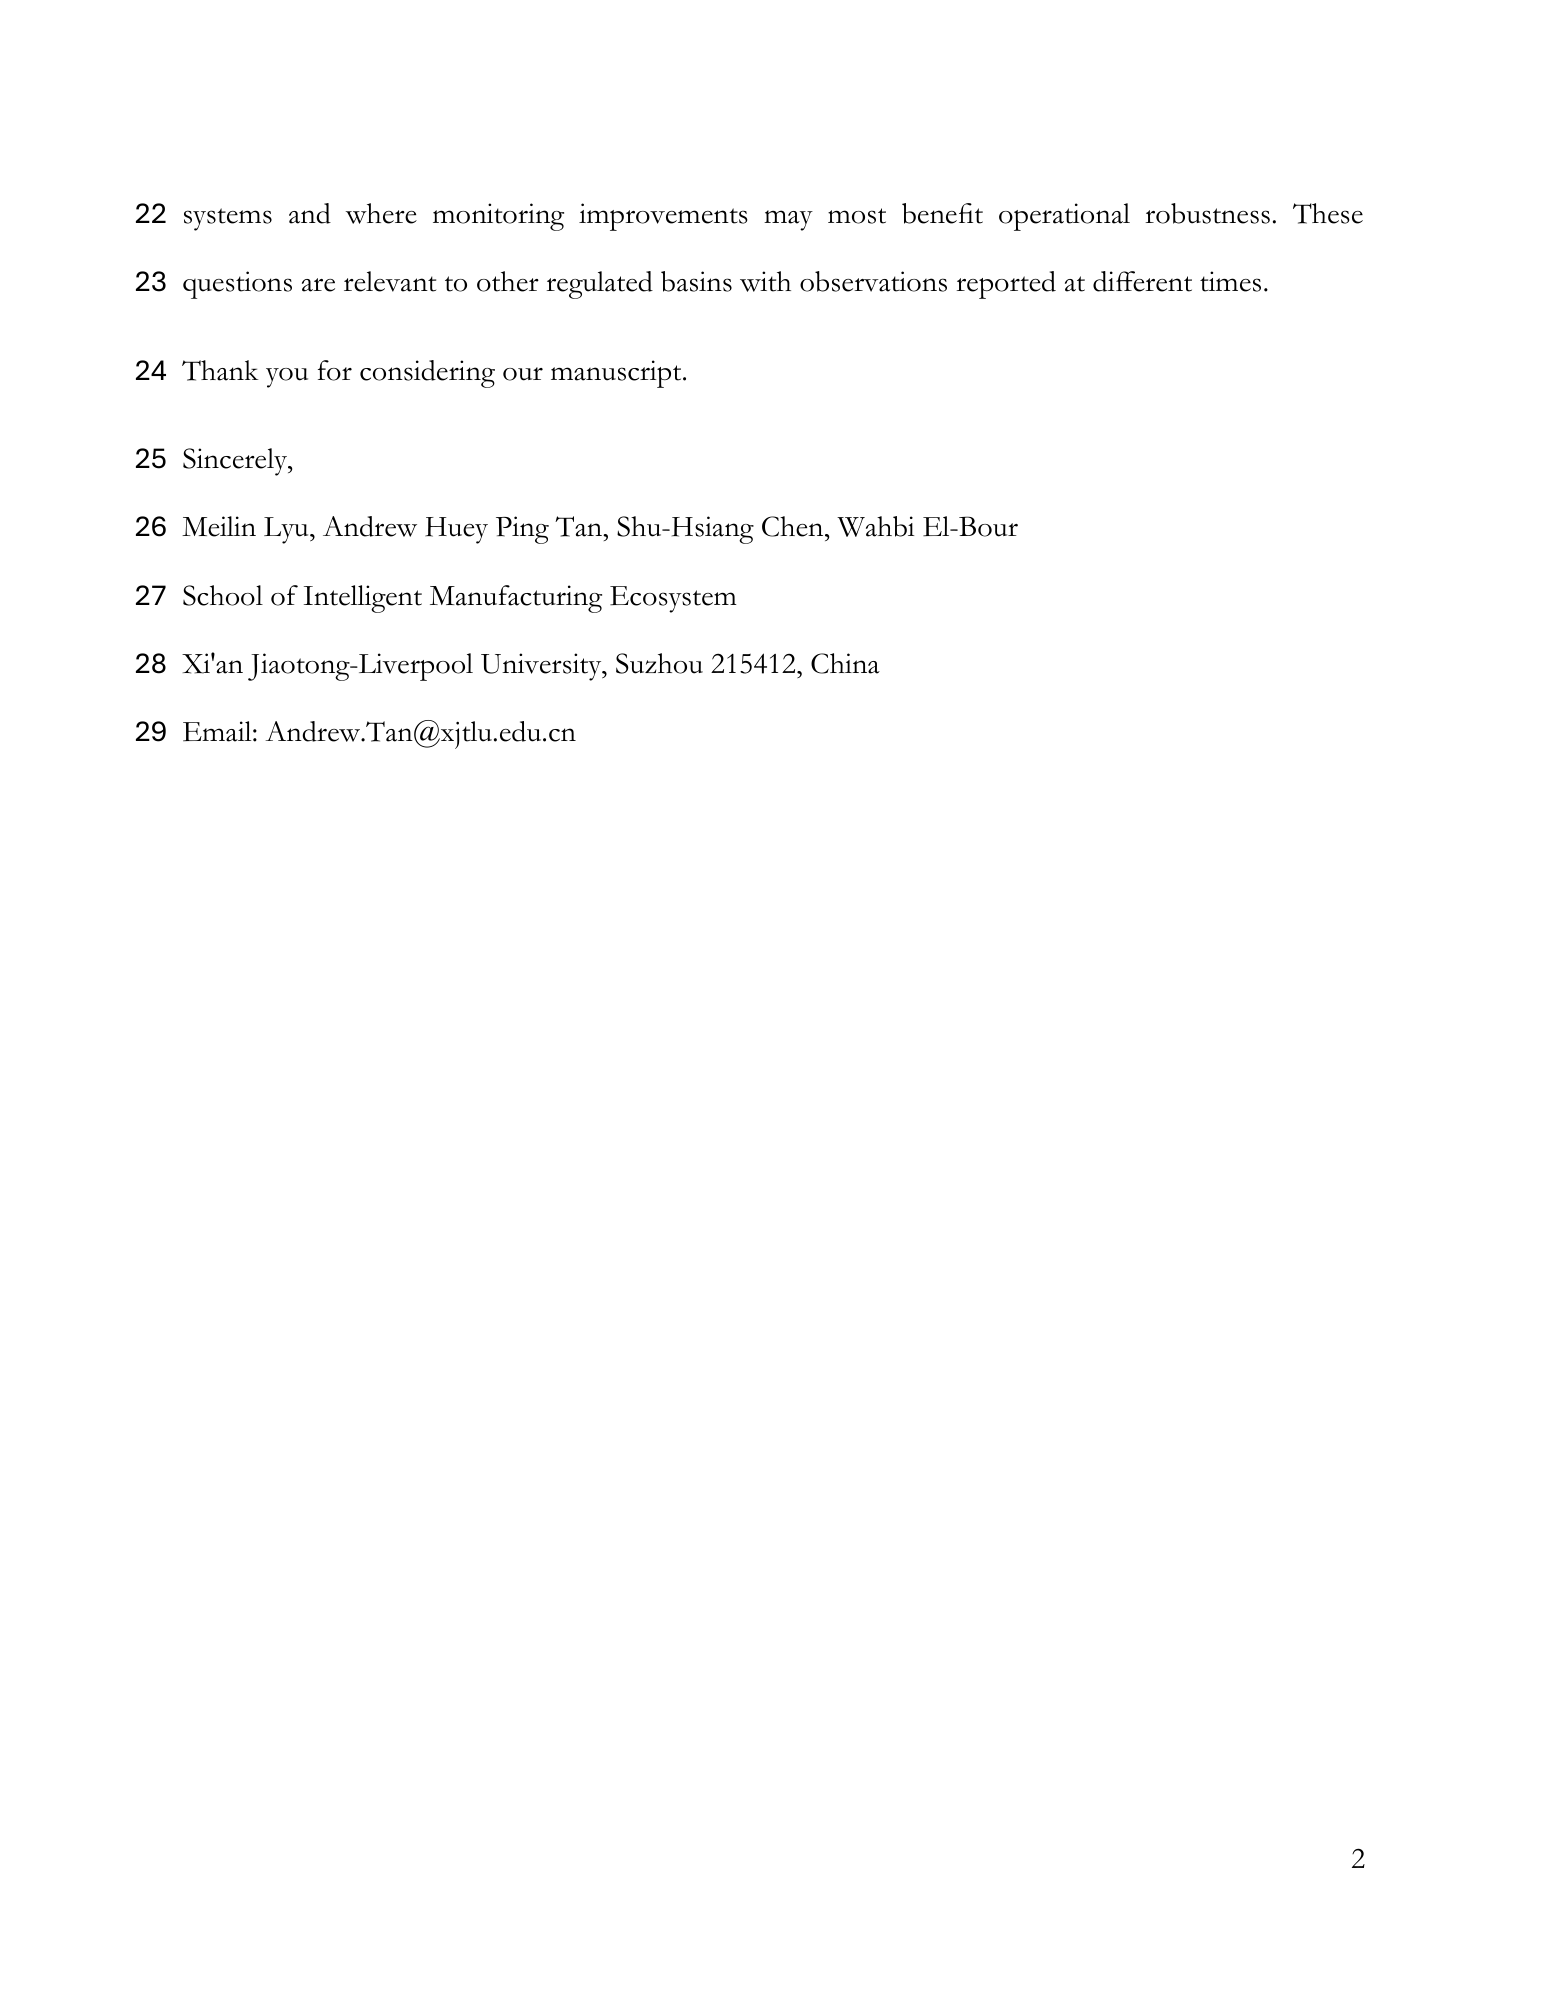 22 systems and where monitoring improvements may most benefit operational robustness. These
23 questions are relevant to other regulated basins with observations reported at different times.
24 Thank you for considering our manuscript.
25 Sincerely,
26 Meilin Lyu, Andrew Huey Ping Tan, Shu-Hsiang Chen, Wahbi El-Bour
27 School of Intelligent Manufacturing Ecosystem
28 Xi'an Jiaotong-Liverpool University, Suzhou 215412, China
29 Email: Andrew.Tan@xjtlu.edu.cn
2